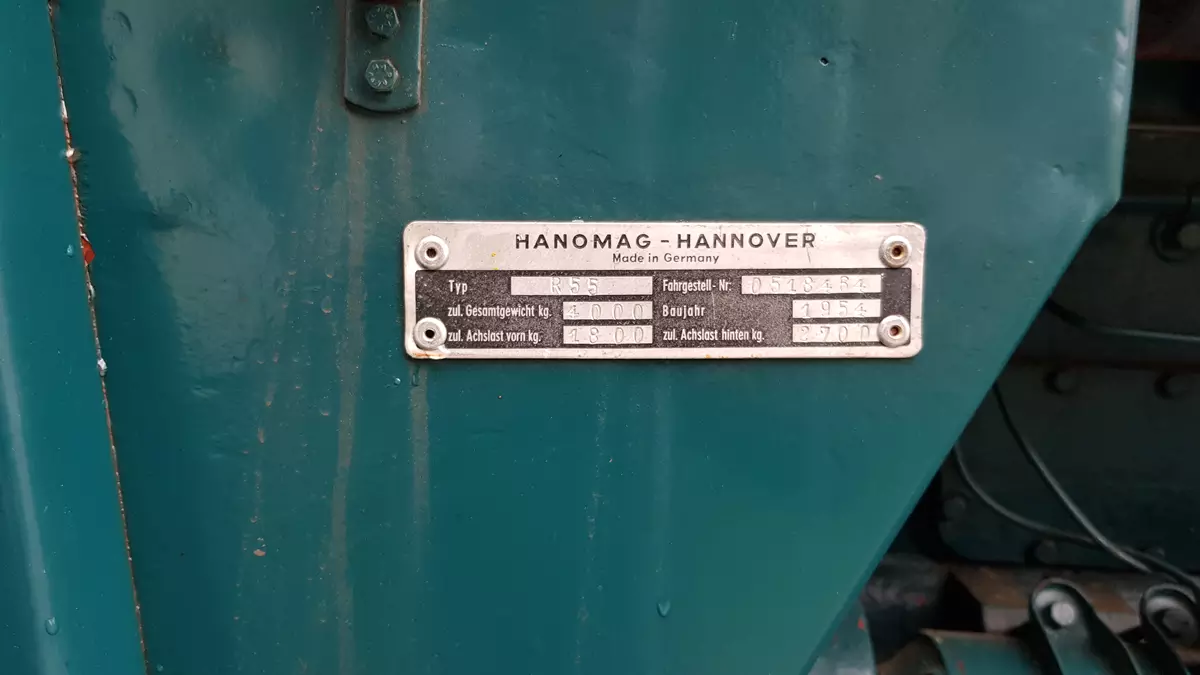 HANOMAG - HANNOVER
Made in Germany
Typ R55 Fahrgestell - Nr. 0518484
zul. Gesamtgewicht kg. 4000 Baujahr 1954
zul. Achslast vorn kg. 1800 zul. Achslast hinten kg. 2700